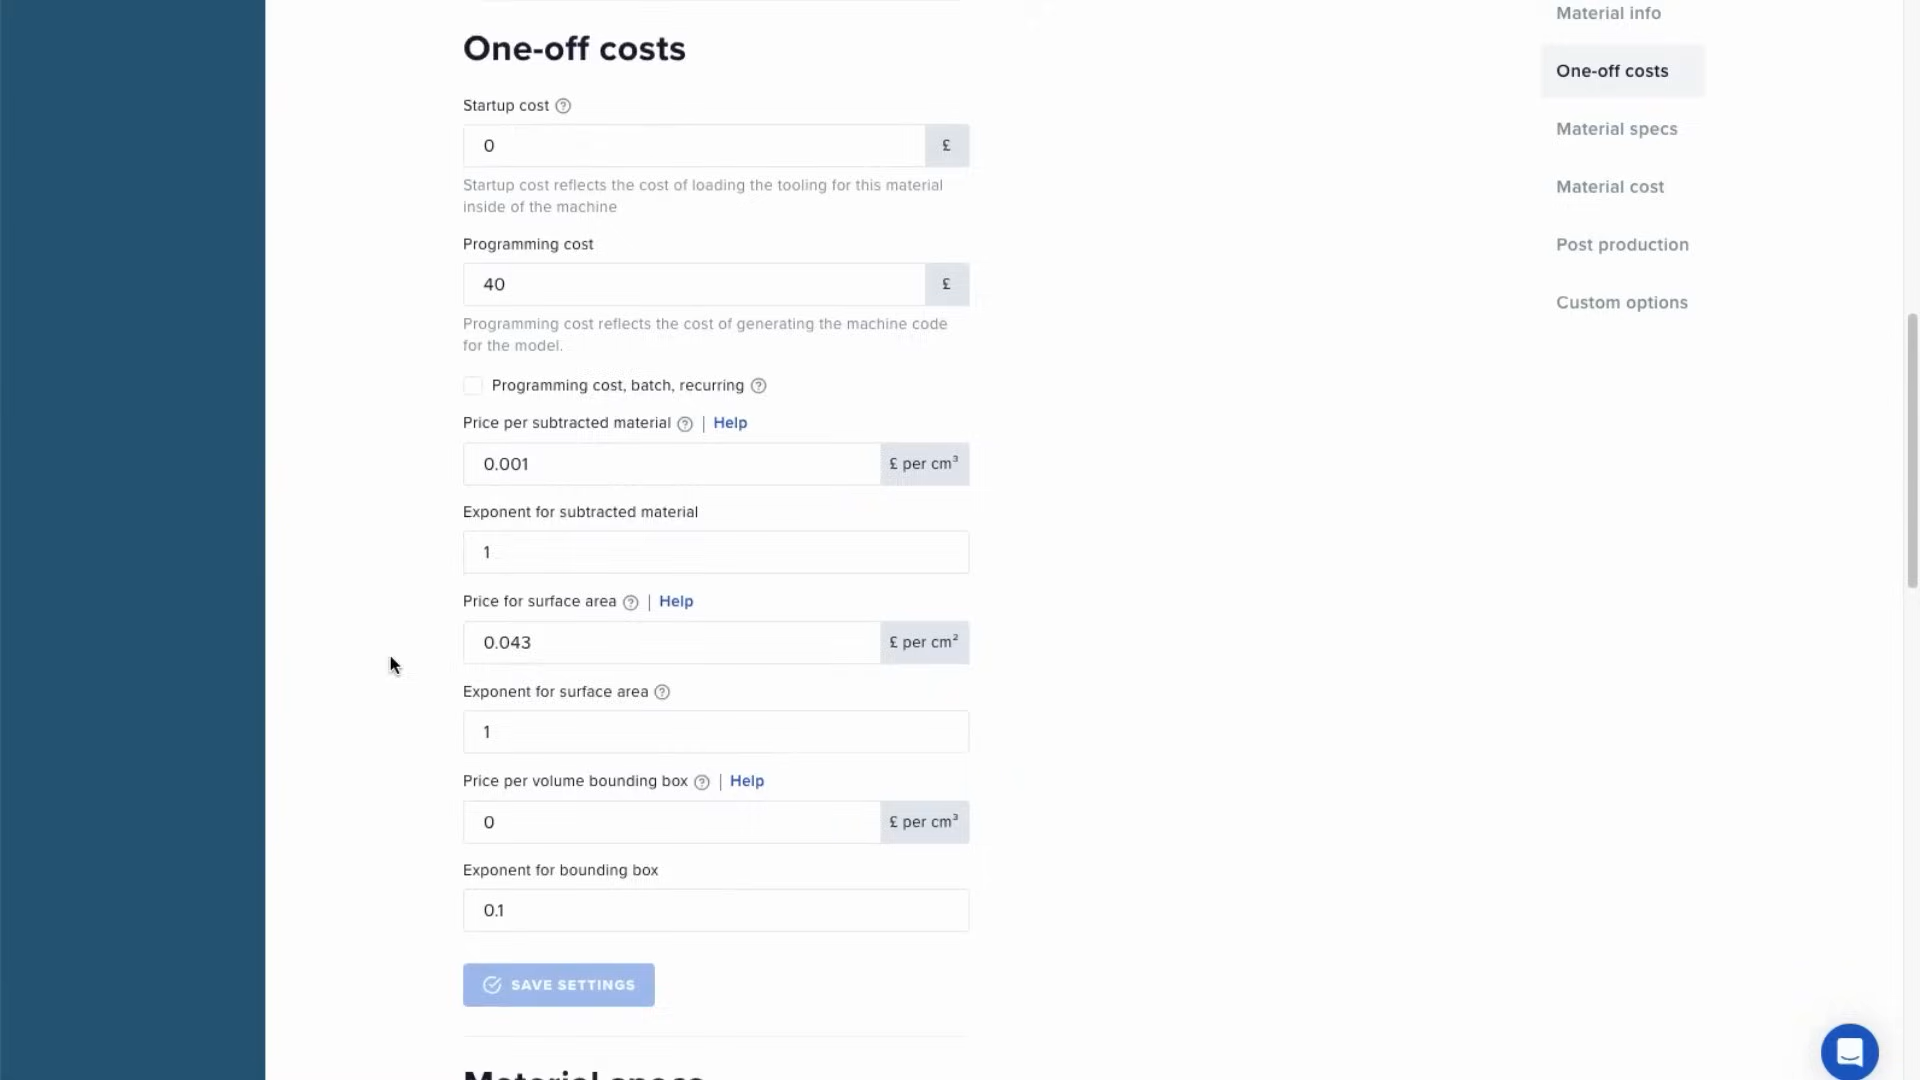 One-off costs
Startup cost
0 £
Startup cost reflects the cost of loading the tooling for this material
inside of the machine
Programming cost
40 £
Programming cost reflects the cost of generating the machine code
for the model.
Programming cost, batch, recurring
Price per subtracted material | Help
0.001 £ per cm³
Exponent for subtracted material
1
Price for surface area | Help
0.043 £ per cm²
Exponent for surface area
1
Price per volume bounding box | Help
0 £ per cm³
Exponent for bounding box
0.1
SAVE SETTINGS
Material specs
Material info
One-off costs
Material specs
Material cost
Post production
Custom options